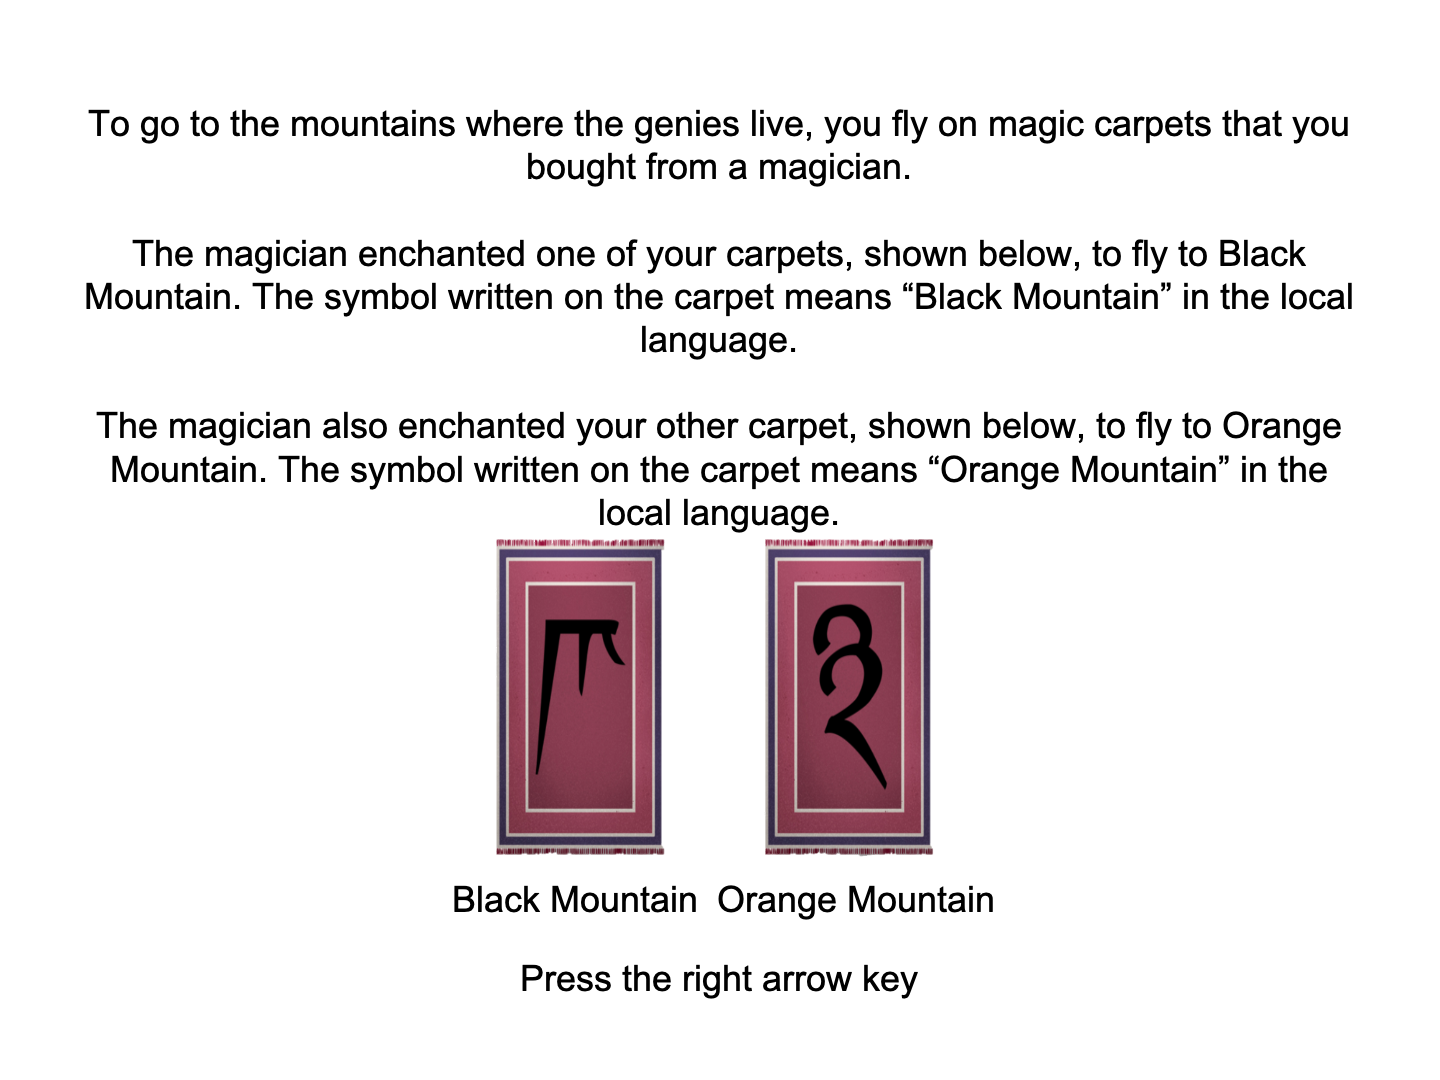 To go to the mountains where the genies live, you fly on magic carpets that you
bought from a magician.
The magician enchanted one of your carpets, shown below, to fly to Black
Mountain. The symbol written on the carpet means “Black Mountain” in the local
language.
The magician also enchanted your other carpet, shown below, to fly to Orange
Mountain. The symbol written on the carpet means “Orange Mountain” in the
local language.
Black Mountain Orange Mountain
Press the right arrow key